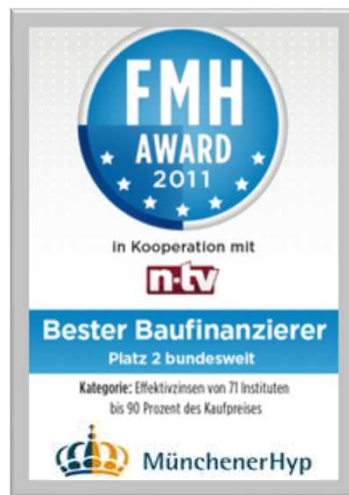 FMH
AWARD
2011
in Kooperation mit
n-tv
Bester Baufinanzierer
Platz 2 bundesweit
Kategorie: Effektivzinsen von 71 Instituten
bis 90 Prozent des Kaufpreises
MünchenerHyp